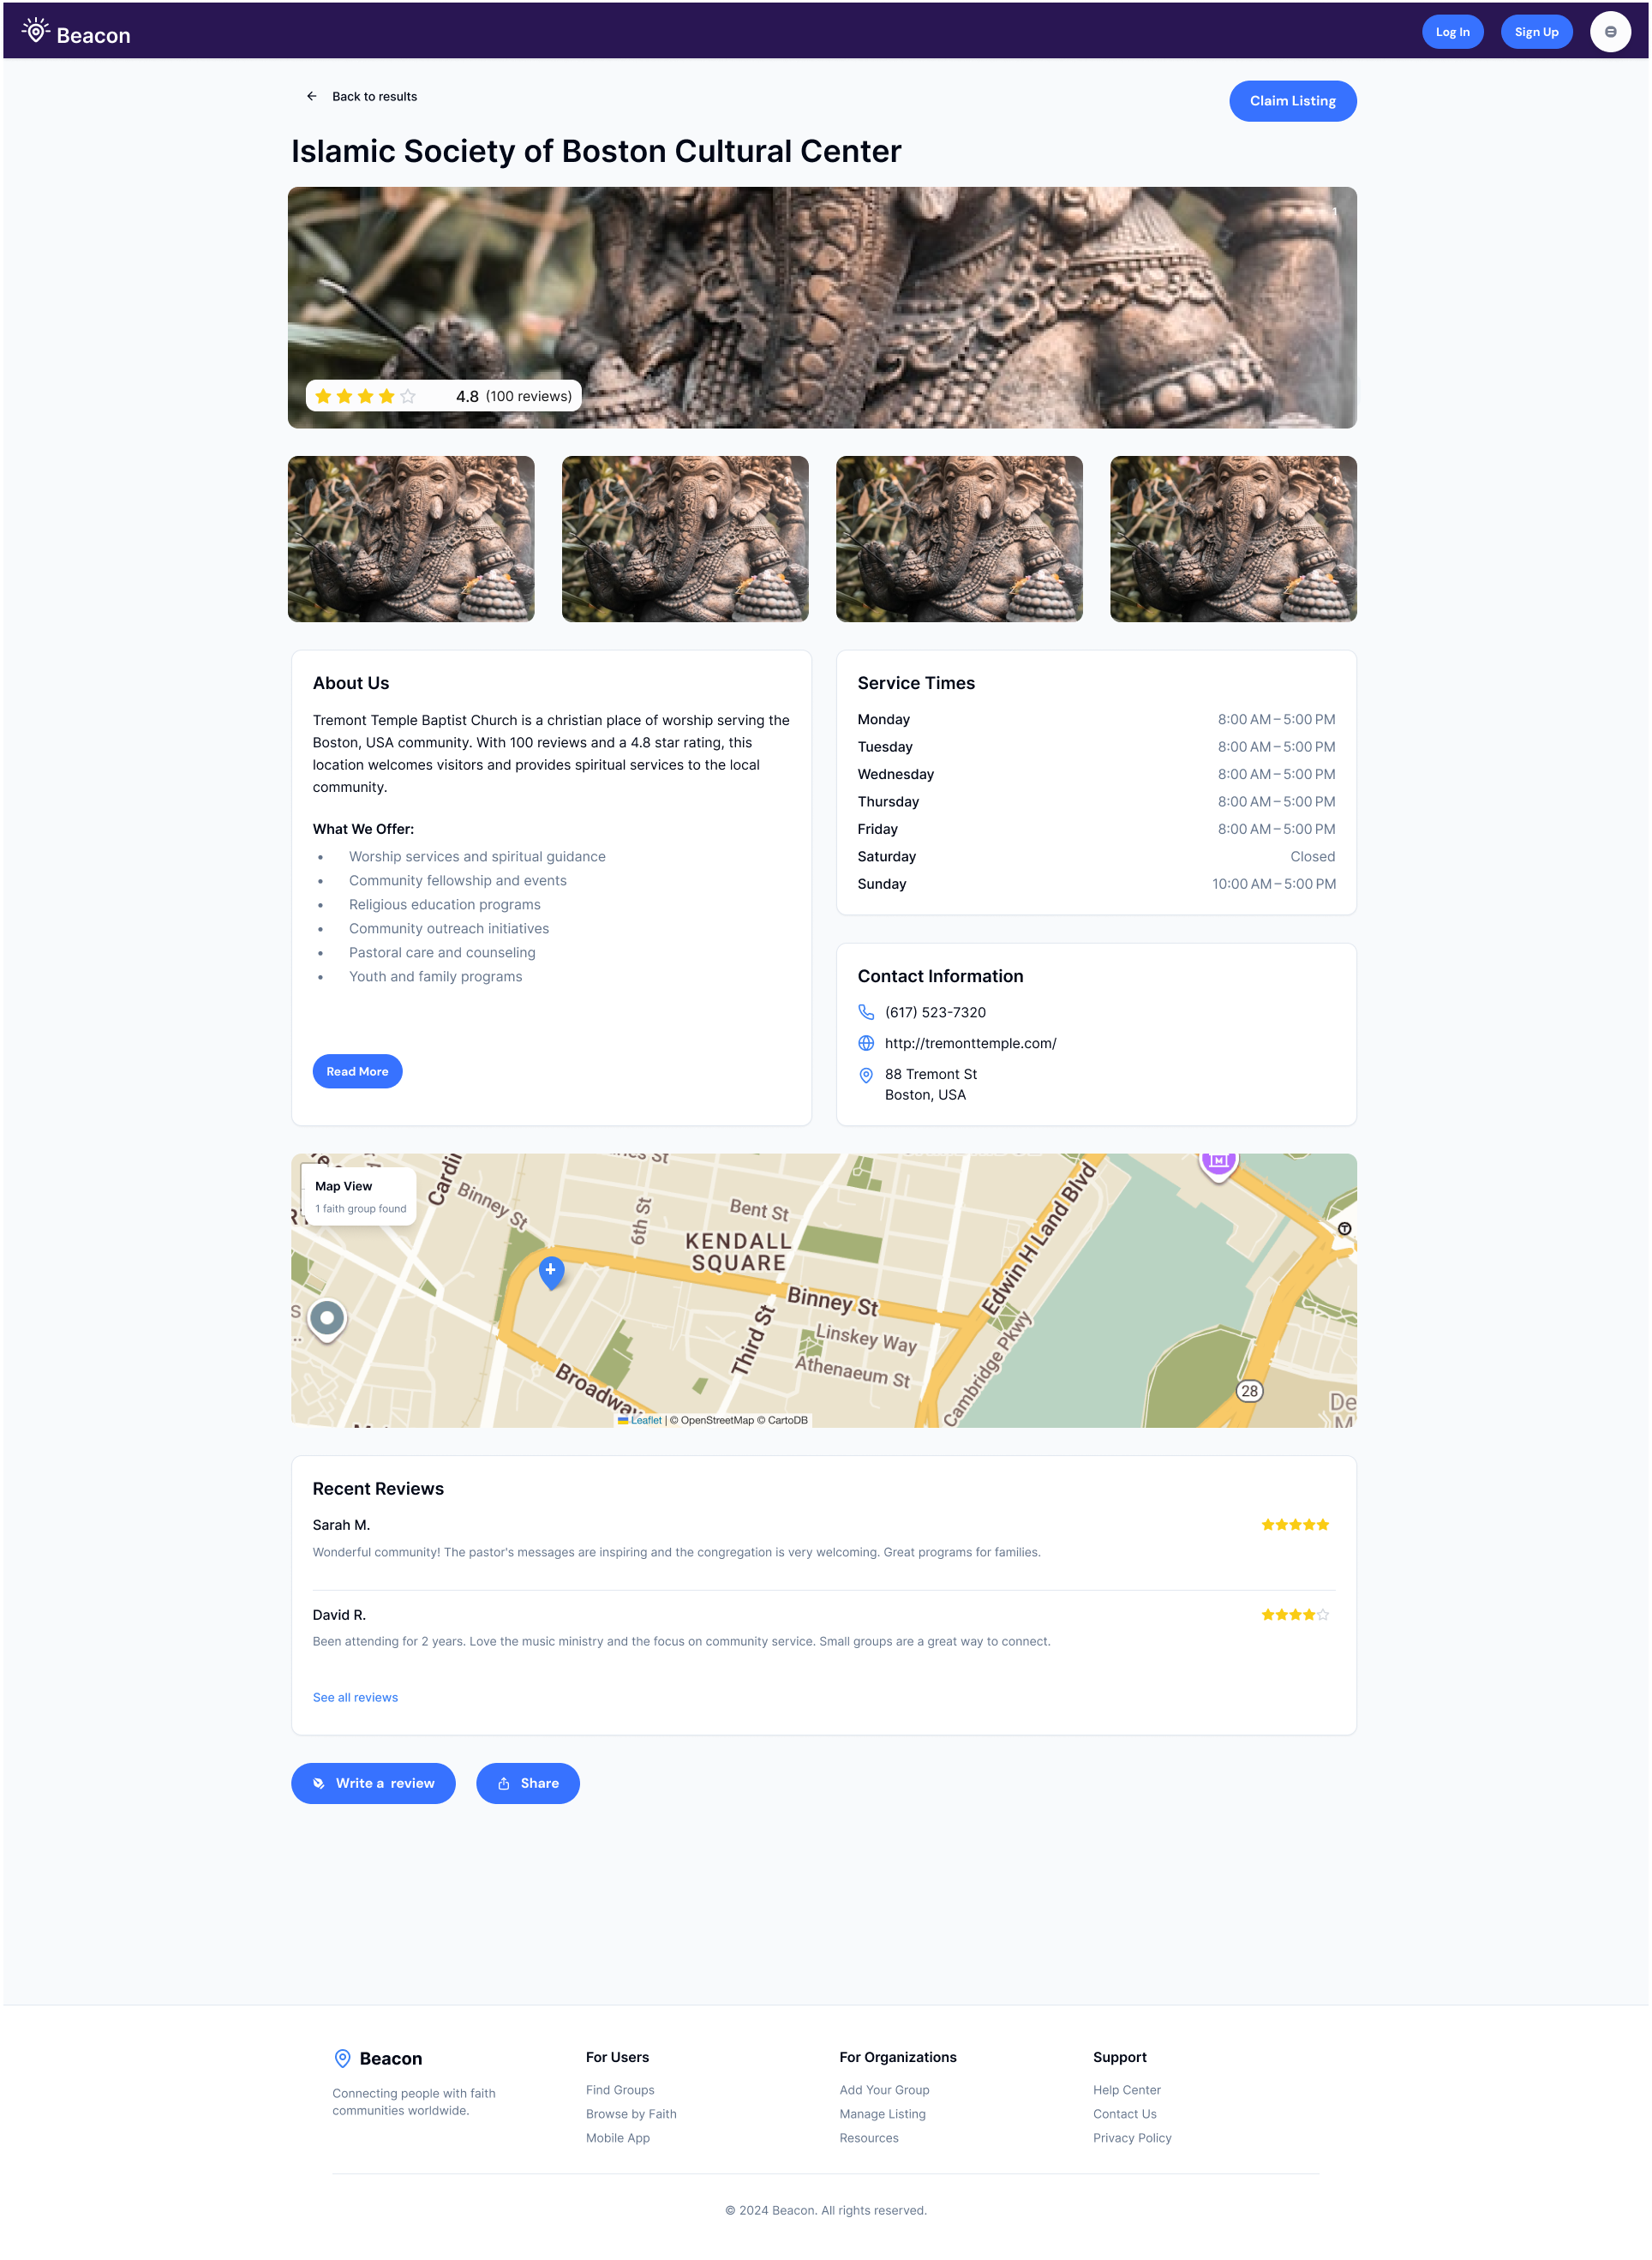 Beacon
Log In
Sign Up
Back to results
Claim Listing
Islamic Society of Boston Cultural Center
1
4.8 (100 reviews)
About Us
Tremont Temple Baptist Church is a christian place of worship serving the
Boston, USA community. With 100 reviews and a 4.8 star rating, this
location welcomes visitors and provides spiritual services to the local
community.
What We Offer:
• Worship services and spiritual guidance
• Community fellowship and events
• Religious education programs
• Community outreach initiatives
• Pastoral care and counseling
• Youth and family programs
Read More
Service Times
Monday 8:00 AM – 5:00 PM
Tuesday 8:00 AM – 5:00 PM
Wednesday 8:00 AM – 5:00 PM
Thursday 8:00 AM – 5:00 PM
Friday 8:00 AM – 5:00 PM
Saturday Closed
Sunday 10:00 AM – 5:00 PM
Contact Information
(617) 523-7320
http://tremonttemple.com/
88 Tremont St
Boston, USA
Map View
1 faith group found
Binney St
6th St
Bent St
KENDALL
SQUARE
Edwin H Land Blvd
Binney St
Third St
Linskey Way
Athenaeum St
Cambridge Pkwy
Broadway
28
Leaflet | © OpenStreetMap © CartoDB
Recent Reviews
Sarah M.
Wonderful community! The pastor's messages are inspiring and the congregation is very welcoming. Great programs for families.
David R.
Been attending for 2 years. Love the music ministry and the focus on community service. Small groups are a great way to connect.
See all reviews
Write a review
Share
Beacon
Connecting people with faith
communities worldwide.
For Users
Find Groups
Browse by Faith
Mobile App
For Organizations
Add Your Group
Manage Listing
Resources
Support
Help Center
Contact Us
Privacy Policy
© 2024 Beacon. All rights reserved.